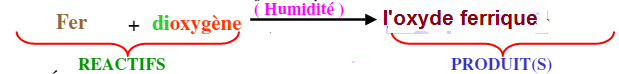 ( Humidité )
Fer + dioxygène l'oxyde ferrique
REACTIFS PRODUIT(S)